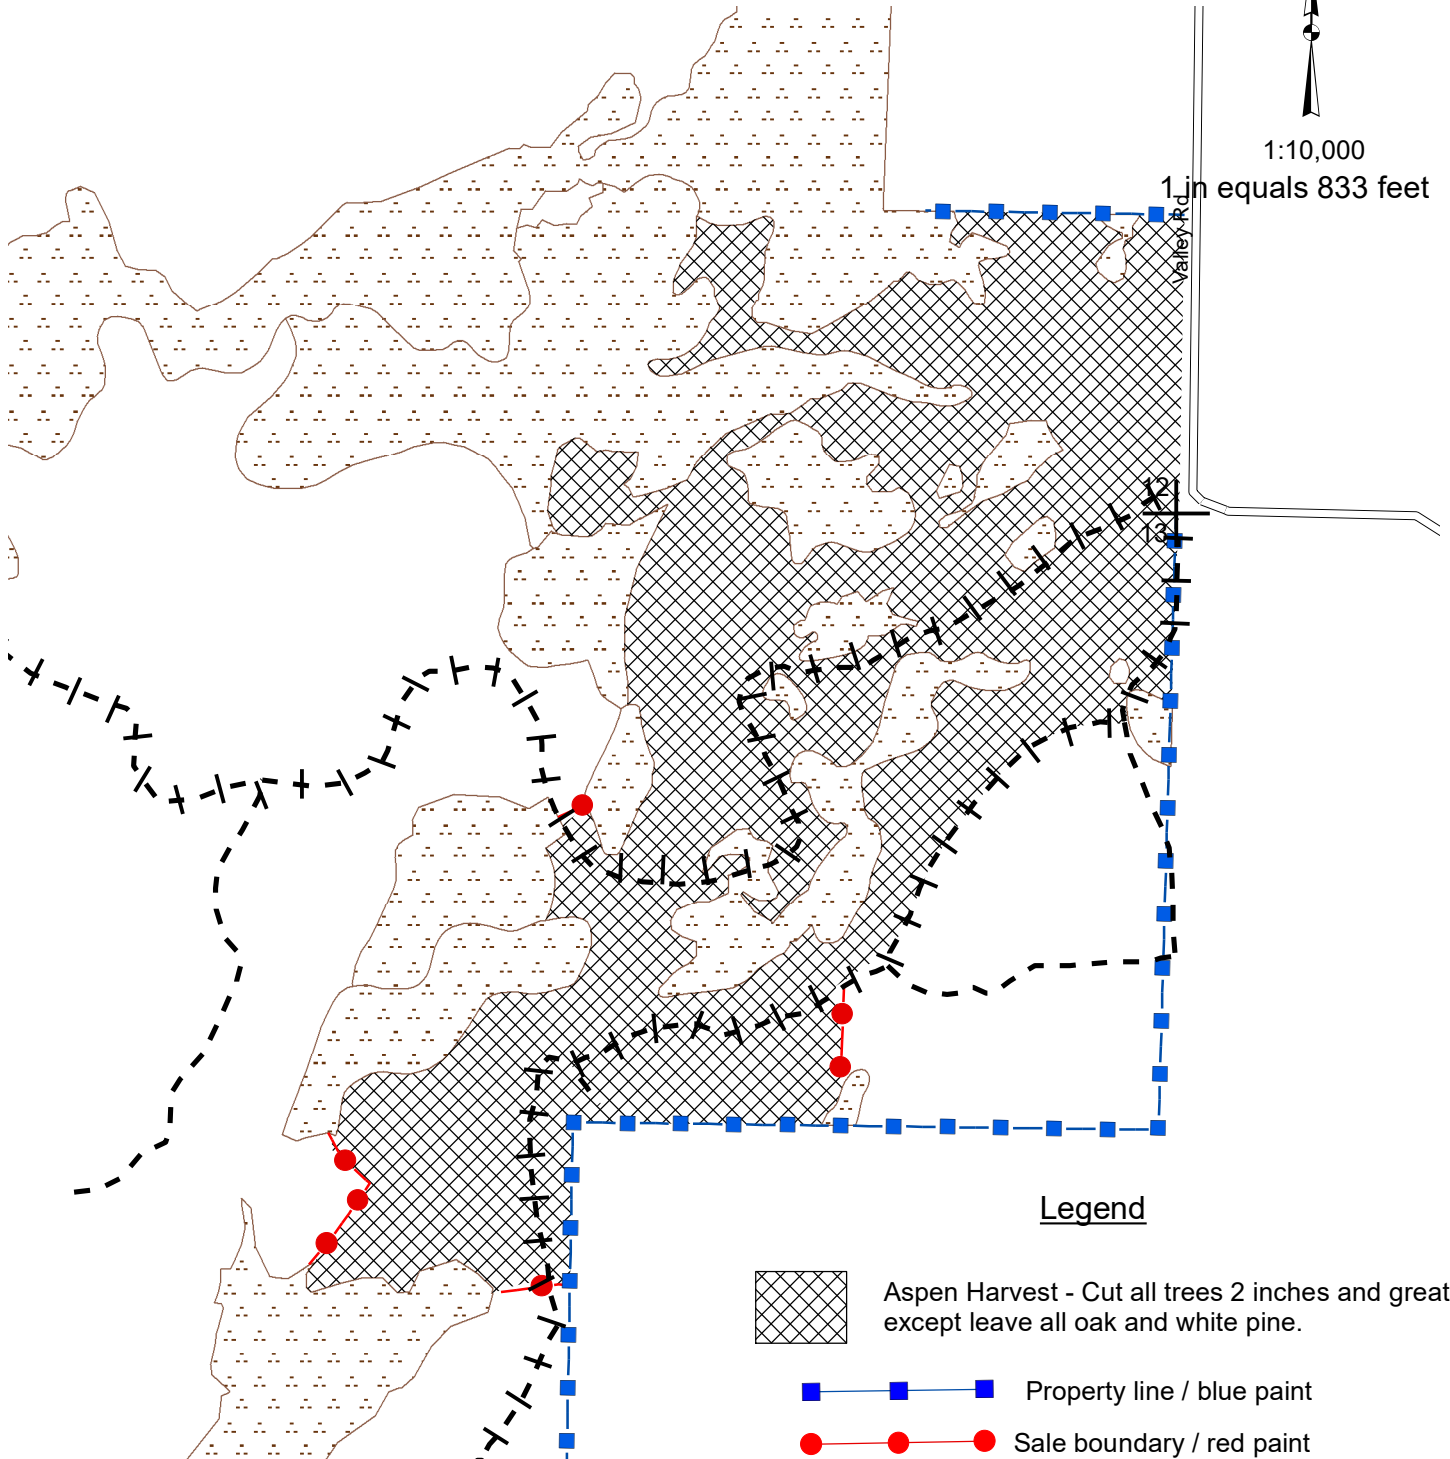 1:10,000
1 in equals 833 feet
Valley Rd
12
13
Legend
Aspen Harvest - Cut all trees 2 inches and great
except leave all oak and white pine.
Property line / blue paint
Sale boundary / red paint